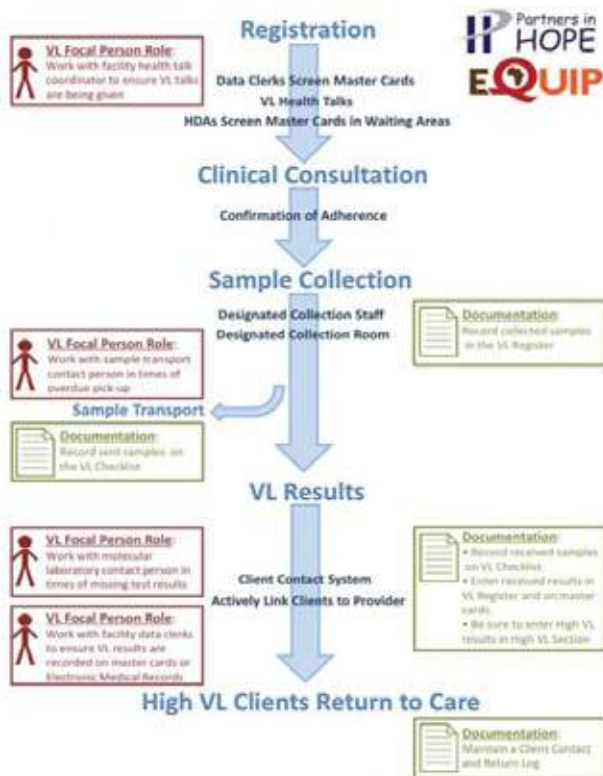 Registration
Partners in
HOPE
EQUIP
VL Focal Person Role:
Work with facility health talk
coordinator to ensure VL talks
are being given
Data Clerks Screen Master Cards
VL Health Talks
HDAs Screen Master Cards in Waiting Areas
Clinical Consultation
Confirmation of Adherence
Sample Collection
Designated Collection Staff
Designated Collection Room
Documentation:
Record collected samples
in the VL Register
VL Focal Person Role:
Work with sample transport
contact person in times of
overdue pick-up
Sample Transport
Documentation:
Record sent samples on
the VL Checklist
VL Results
VL Focal Person Role:
Work with molecular
laboratory contact person in
times of missing test results
Client Contact System
Actively Link Clients to Provider
Documentation:
• Record received samples
on VL Checklist
• Enter received results in
VL Register and on master
cards
• Be sure to enter High VL
results in High VL Section
VL Focal Person Role:
Work with facility data clerks
to ensure VL results are
recorded on master cards or
Electronic Medical Records
High VL Clients Return to Care
Documentation:
Maintain a Client Contact
and Return Log